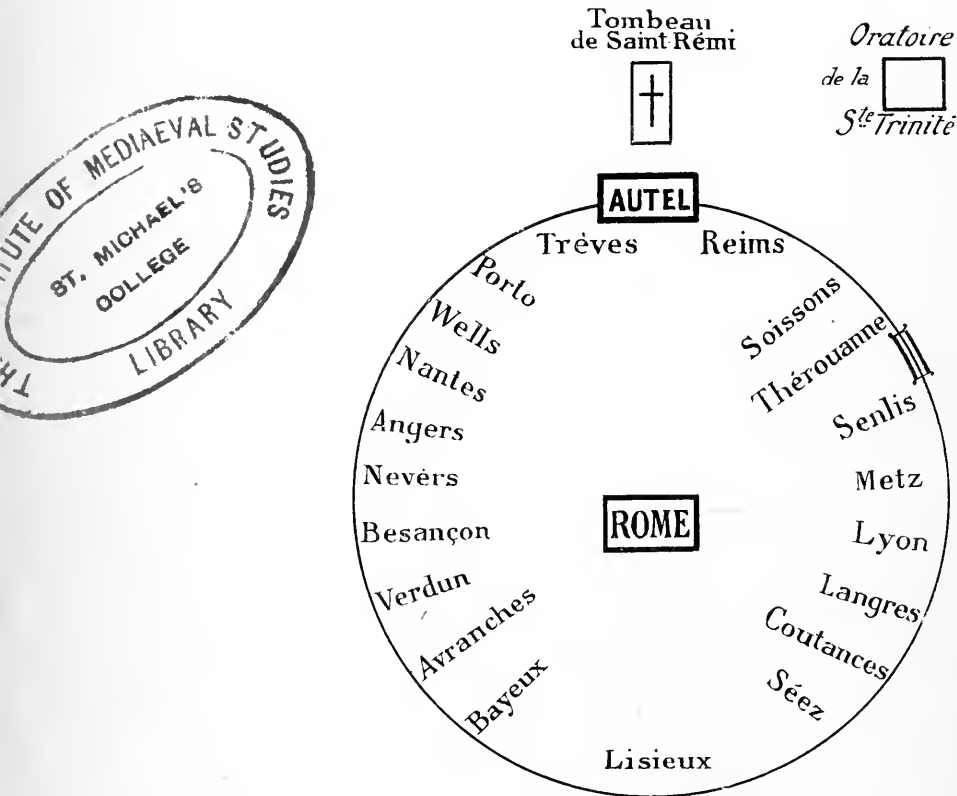 Tombeau
de Saint Rémi
Oratoire
de la
Ste Trinité
INSTITUTE OF MEDIAEVAL STUDIES
ST. MICHAEL'S
COLLEGE
LIBRARY
AUTEL
Trèves
Reims
Porto
Wells
Nantes
Angers
Nevèrs
Besançon
Verdun
Avranches
Bayeux
Soissons
Thérouanne
Senlis
Metz
Lyon
Langres
Coutances
Séez
ROME
Lisieux